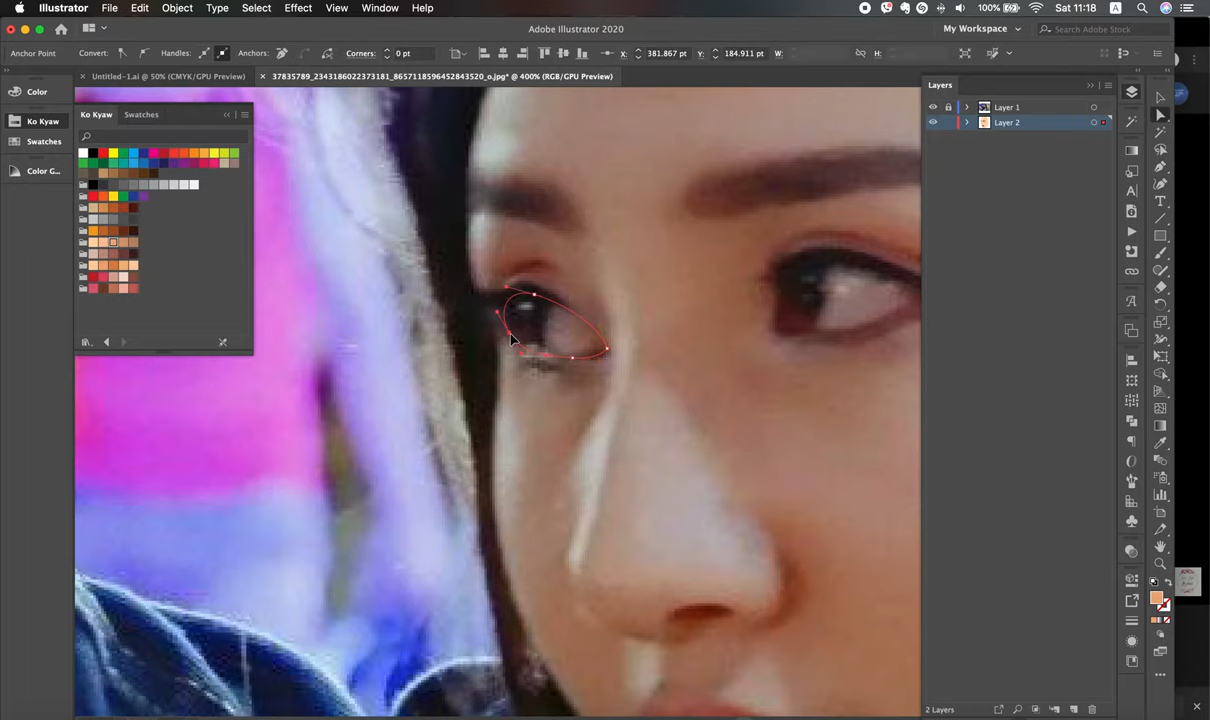 Illustrator File Edit Object Type Select Effect View Window Help
100% Sat 11:18 A
Adobe Illustrator 2020
My Workspace
Search Adobe Stock
Anchor Point Convert: Handles: Anchors: Corners: 0 pt X: 381.867 pt Y: 184.911 pt W: H:
Untitled-1.ai @ 50% (CMYK/GPU Preview)
37835789_2343186022373181_8657118596452843520_o.jpg* @ 400% (RGB/GPU Preview)
Color
Ko Kyaw
Swatches
Color G...
Ko Kyaw Swatches
Layers
Layer 1
Layer 2
2 Layers